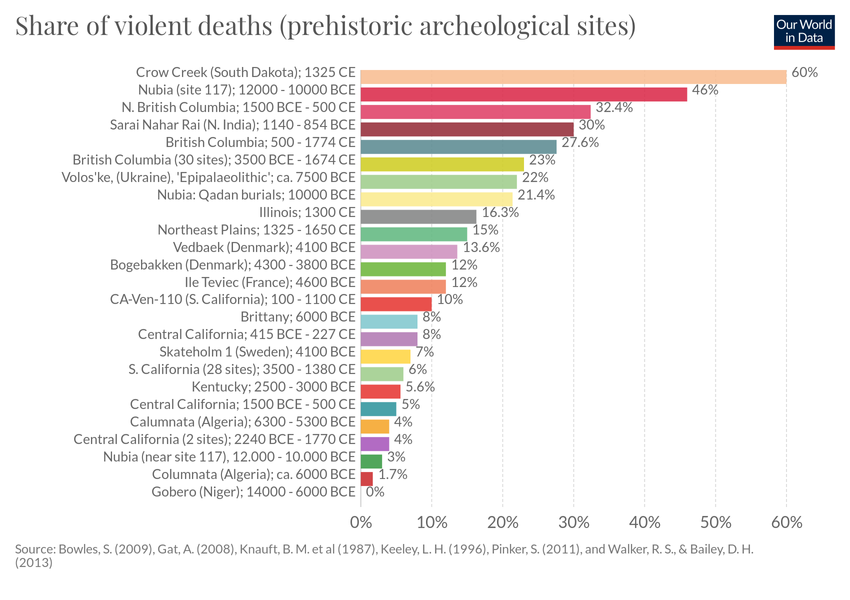 Share of violent deaths (prehistoric archeological sites)
Our World
in Data
Crow Creek (South Dakota); 1325 CE 60%
Nubia (site 117); 12000 - 10000 BCE 46%
N. British Columbia; 1500 BCE - 500 CE 32.4%
Sarai Nahar Rai (N. India); 1140 - 854 BCE 30%
British Columbia; 500 - 1774 CE 27.6%
British Columbia (30 sites); 3500 BCE - 1674 CE 23%
Volos'ke, (Ukraine), 'Epipalaeolithic'; ca. 7500 BCE 22%
Nubia: Qadan burials; 10000 BCE 21.4%
Illinois; 1300 CE 16.3%
Northeast Plains; 1325 - 1650 CE 15%
Vedbaek (Denmark); 4100 BCE 13.6%
Bogebakken (Denmark); 4300 - 3800 BCE 12%
Ile Teviec (France); 4600 BCE 12%
CA-Ven-110 (S. California); 100 - 1100 CE 10%
Brittany; 6000 BCE 8%
Central California; 415 BCE - 227 CE 8%
Skateholm 1 (Sweden); 4100 BCE 7%
S. California (28 sites); 3500 - 1380 CE 6%
Kentucky; 2500 - 3000 BCE 5.6%
Central California; 1500 BCE - 500 CE 5%
Calumnata (Algeria); 6300 - 5300 BCE 4%
Central California (2 sites); 2240 BCE - 1770 CE 4%
Nubia (near site 117), 12.000 - 10.000 BCE 3%
Columnata (Algeria); ca. 6000 BCE 1.7%
Gobero (Niger); 14000 - 6000 BCE 0%
0% 10% 20% 30% 40% 50% 60%
Source: Bowles, S. (2009), Gat, A. (2008), Knauft, B. M. et al (1987), Keeley, L. H. (1996), Pinker, S. (2011), and Walker, R. S., & Bailey, D. H.
(2013)